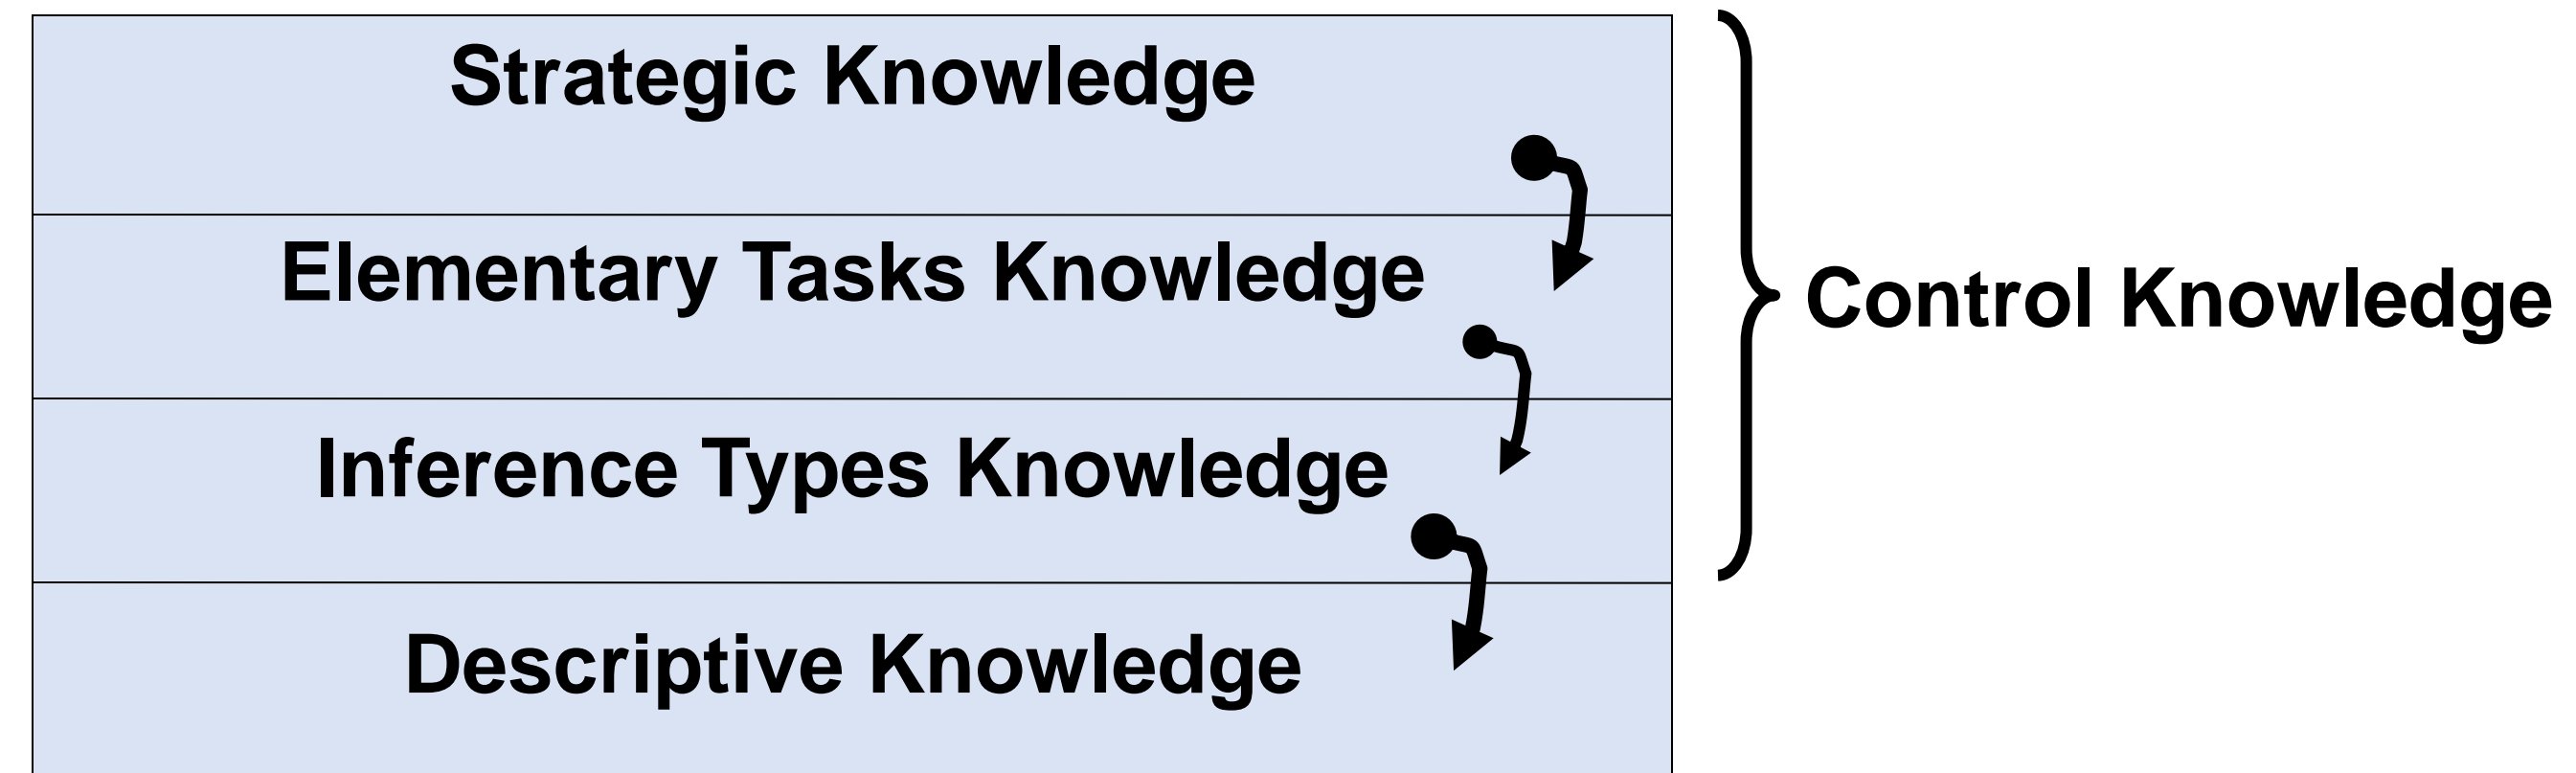 Strategic Knowledge
Elementary Tasks Knowledge
Inference Types Knowledge
Descriptive Knowledge
Control Knowledge